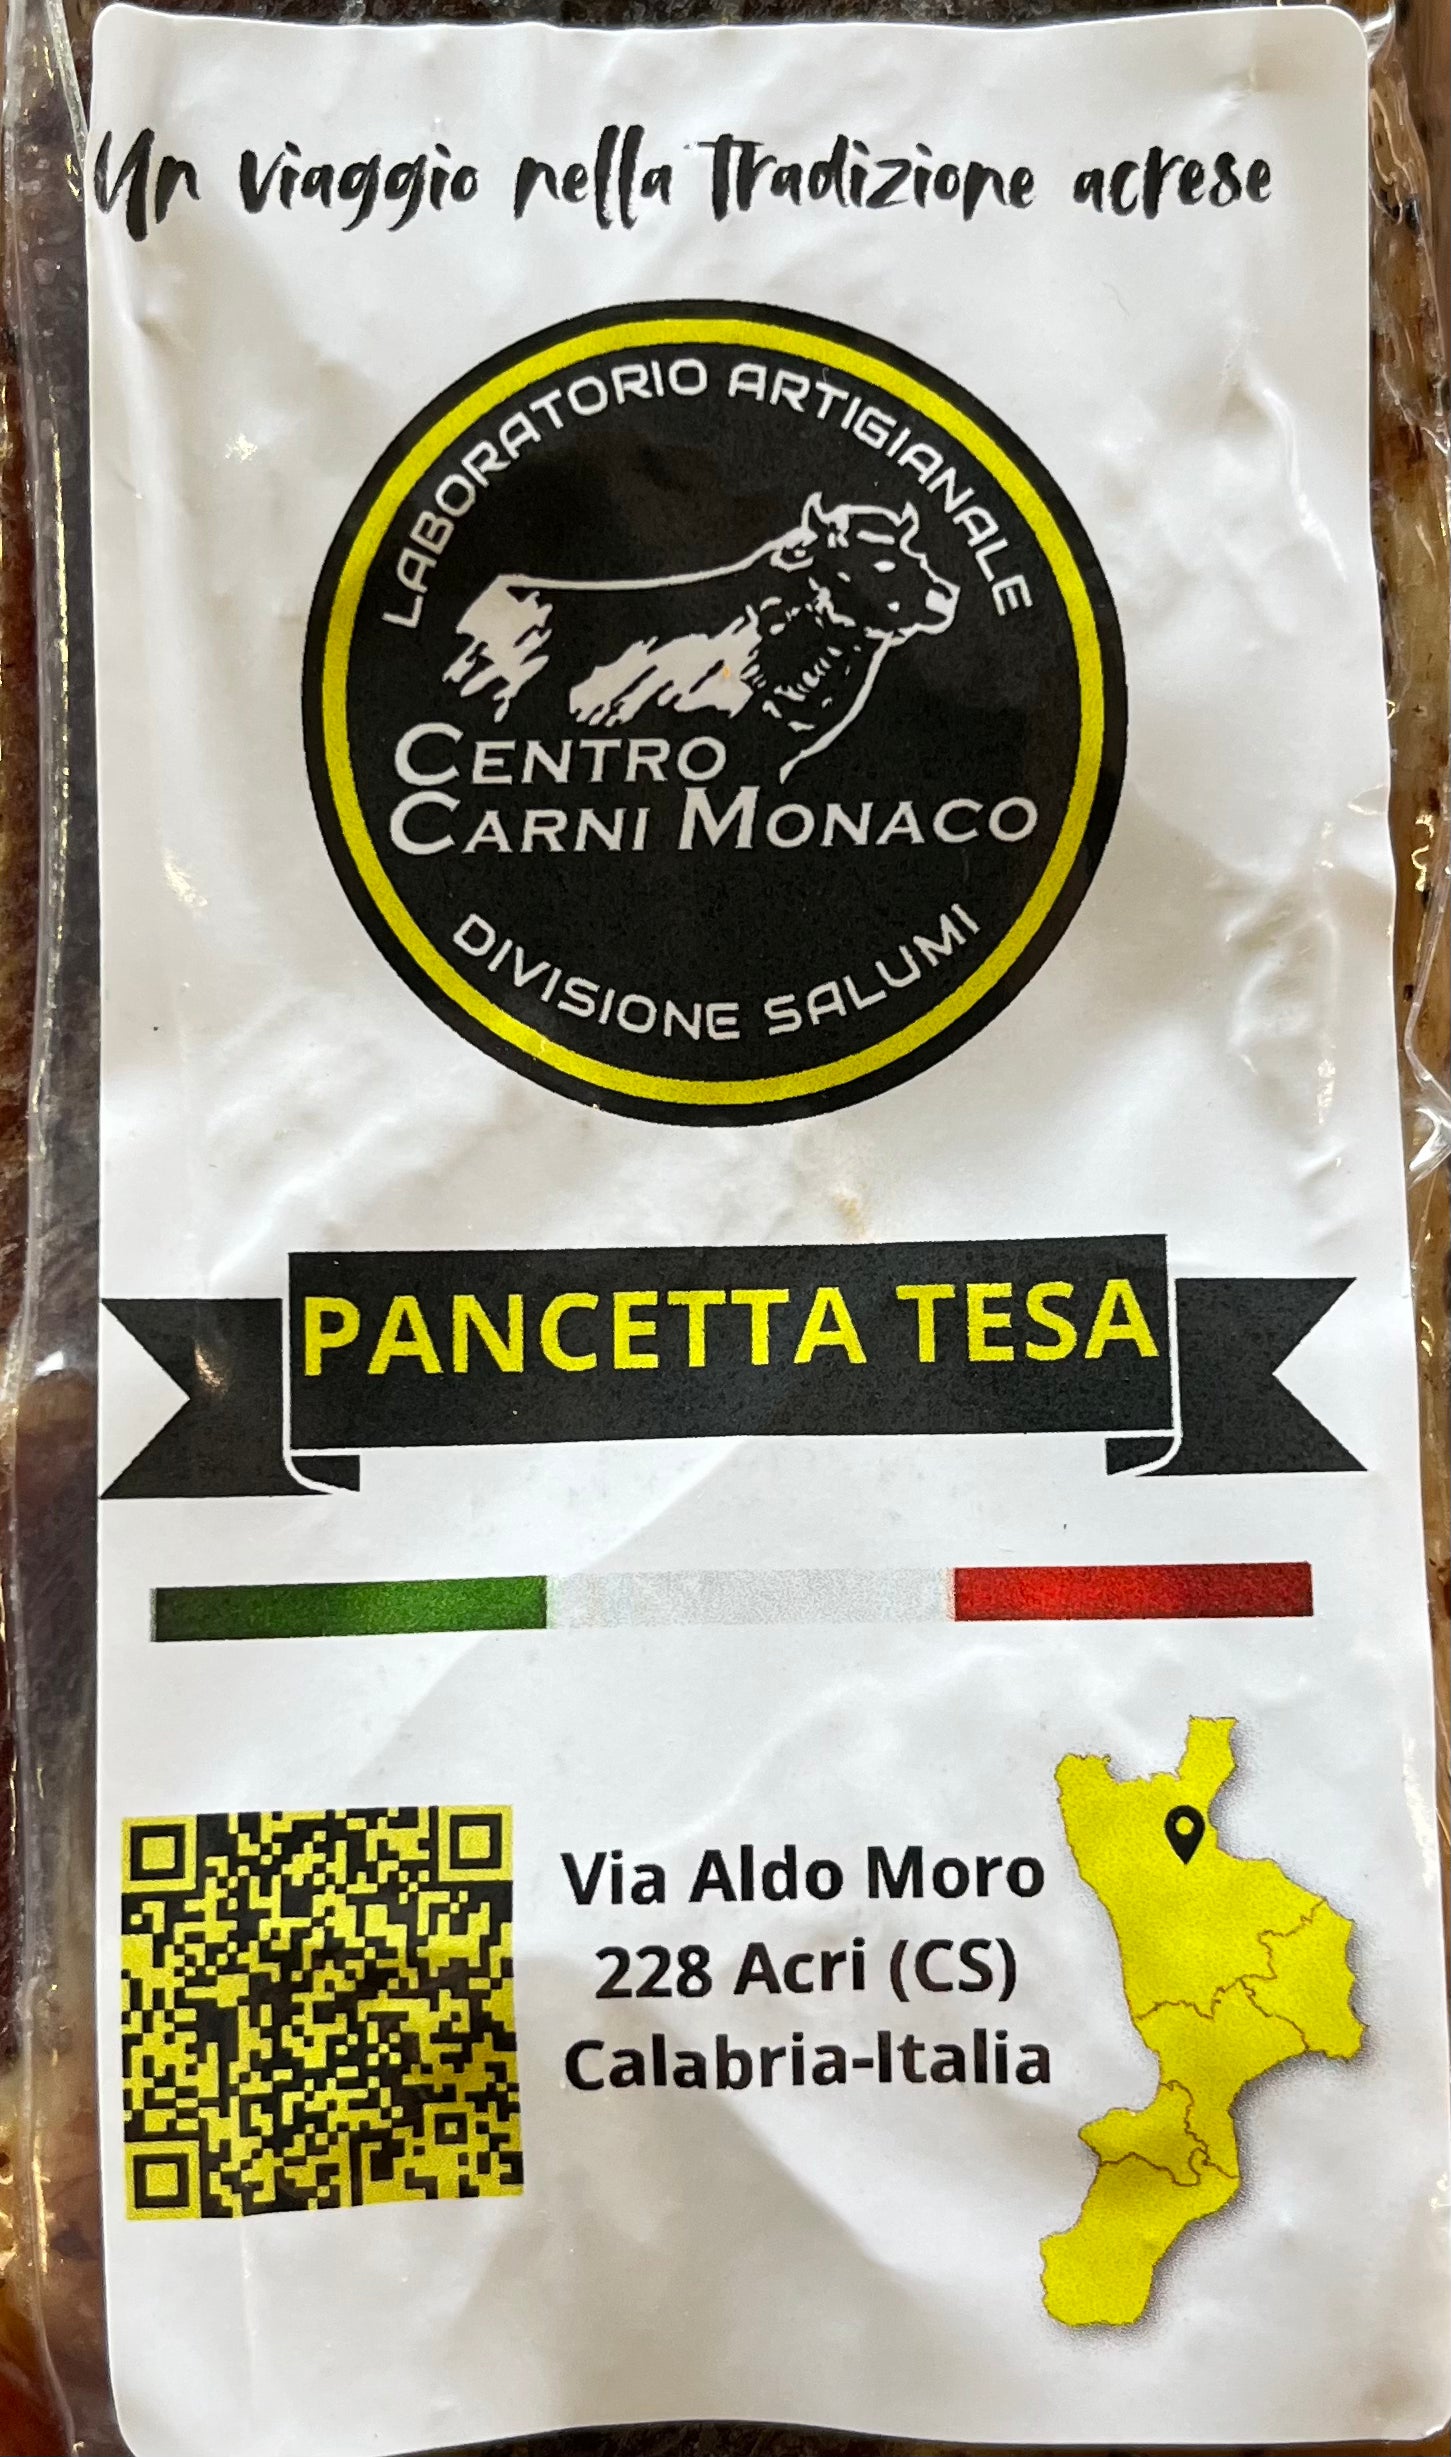 Un viaggio nella tradizione acrese
LABORATORIO ARTIGIANALE
CENTRO
CARNI MONACO
DIVISIONE SALUMI
PANCETTA TESA
Via Aldo Moro
228 Acri (CS)
Calabria-Italia